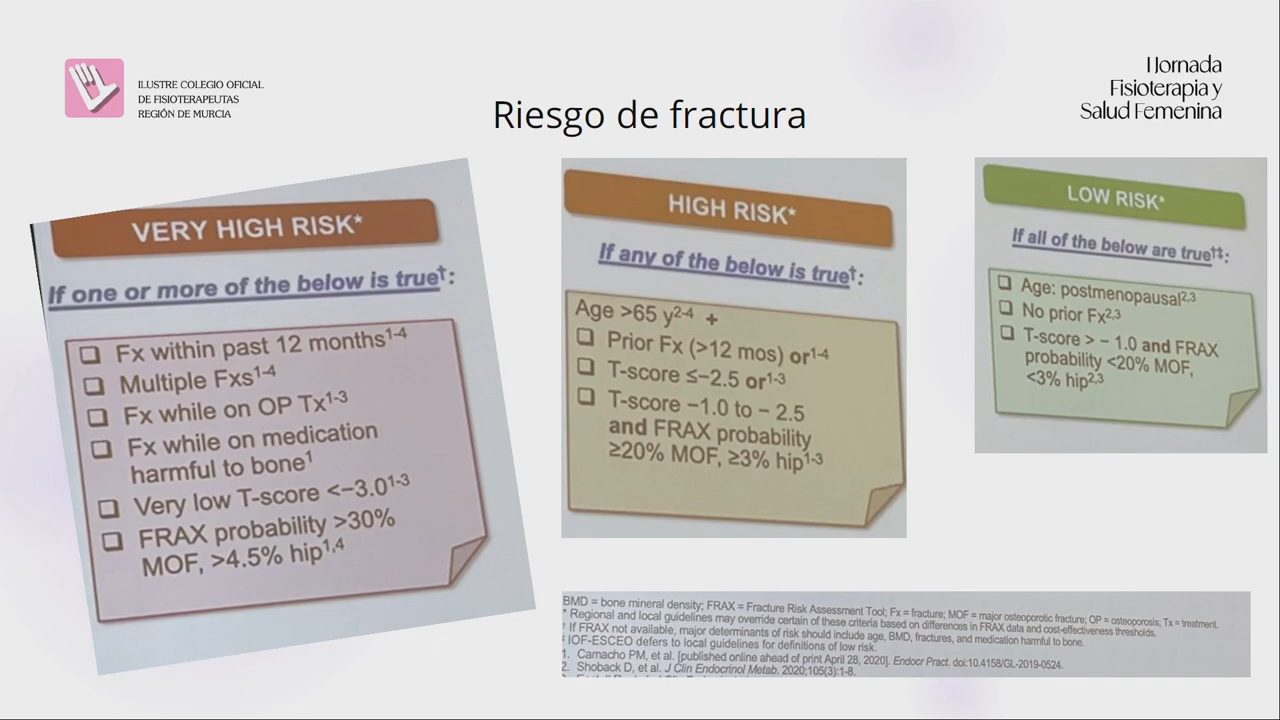 ILUSTRE COLEGIO OFICIAL
DE FISIOTERAPEUTAS
REGIÓN DE MURCIA
I Jornada
Fisioterapia y
Salud Femenina
Riesgo de fractura
VERY HIGH RISK*
If one or more of the below is true†:
❑ Fx within past 12 months1-4
❑ Multiple Fxs1-4
❑ Fx while on OP Tx1-3
❑ Fx while on medication
harmful to bone1
❑ Very low T-score <−3.01-3
❑ FRAX probability >30%
MOF, >4.5% hip1,4
HIGH RISK*
If any of the below is true†:
Age >65 y2-4 +
❑ Prior Fx (>12 mos) or1-4
❑ T-score ≤−2.5 or1-3
❑ T-score −1.0 to − 2.5
and FRAX probability
≥20% MOF, ≥3% hip1-3
LOW RISK*
If all of the below are true†‡:
❑ Age: postmenopausal2,3
❑ No prior Fx2,3
❑ T-score > − 1.0 and FRAX
probability <20% MOF,
<3% hip2,3
BMD = bone mineral density; FRAX = Fracture Risk Assessment Tool; Fx = fracture; MOF = major osteoporotic fracture; OP = osteoporosis; Tx = treatment.
* Regional and local guidelines may override certain of these criteria based on differences in FRAX data and cost-effectiveness thresholds.
† If FRAX not available, major determinants of risk should include age, BMD, fractures, and medication harmful to bone.
‡ IOF-ESCEO defers to local guidelines for definitions of low risk.
1. Camacho PM, et al. [published online ahead of print April 28, 2020]. Endocr Pract. doi:10.4158/GL-2019-0524.
2. Shoback D, et al. J Clin Endocrinol Metab. 2020;105(3):1-8.